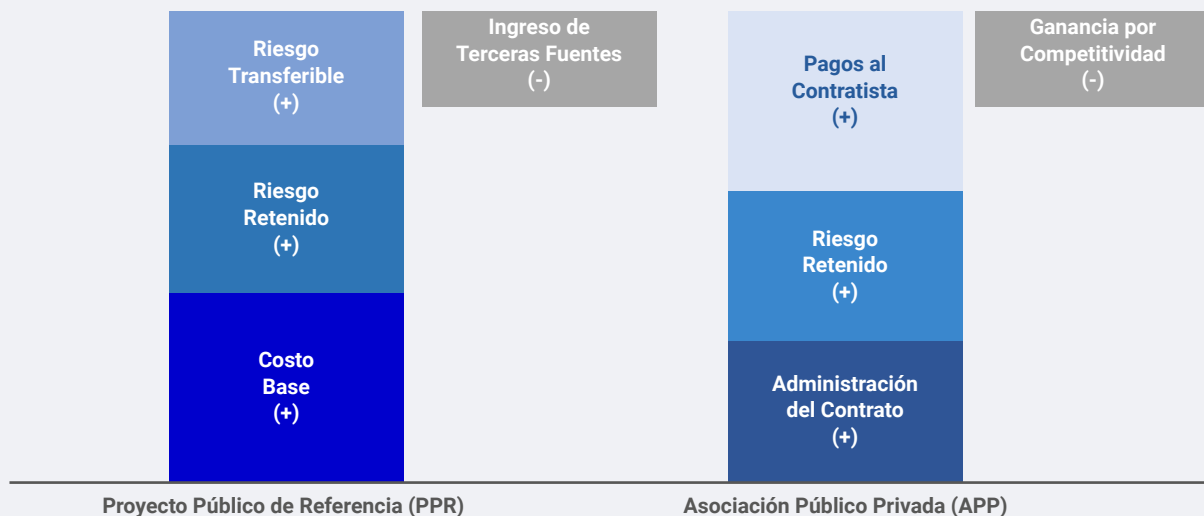 Riesgo
Transferible
(+)
Ingreso de
Terceras Fuentes
(-)
Pagos al
Contratista
(+)
Ganancia por
Competitividad
(-)
Riesgo
Retenido
(+)
Riesgo
Retenido
(+)
Costo
Base
(+)
Administración
del Contrato
(+)
Proyecto Público de Referencia (PPR)
Asociación Público Privada (APP)